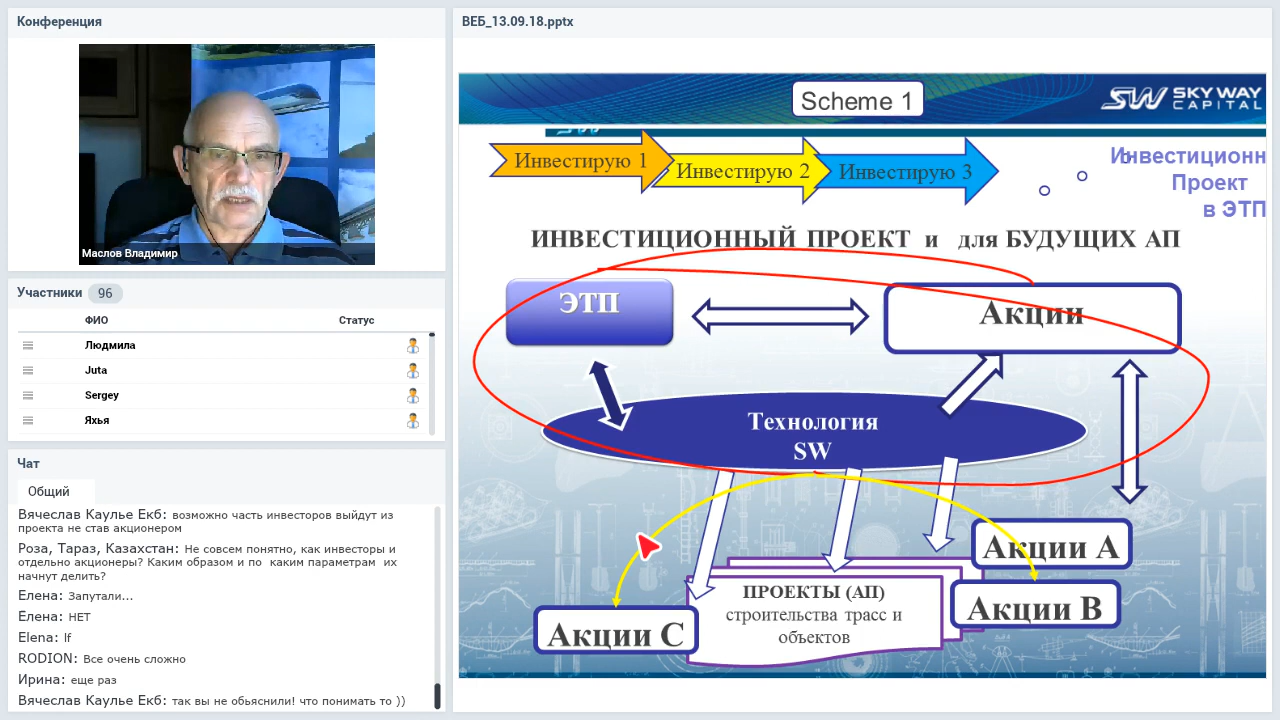 Конференция
Маслов Владимир
Участники 96
ФИО Статус
Людмила
Juta
Sergey
Яхья
Чат
Общий
Вячеслав Каулье Екб: возможно часть инвесторов выйдут из
проекта не став акционером
Роза, Тараз, Казахстан: Не совсем понятно, как инвесторы и
отдельно акционеры? Каким образом и по каким параметрам их
начнут делить?
Елена: Запутали...
Елена: НЕТ
Elena: lf
RODION: Все очень сложно
Ирина: еще раз
Вячеслав Каулье Екб: так вы не обьяснили! что понимать то ))
ВЕБ_13.09.18.pptx
Scheme 1
SW SKY WAY
CAPITAL
Инвестирую 1
Инвестирую 2
Инвестирую 3
Инвестиционн
Проект
в ЭТП
ИНВЕСТИЦИОННЫЙ ПРОЕКТ и для БУДУЩИХ АП
ЭТП
Акции
Технология
SW
Акции А
Акции В
Акции С
ПРОЕКТЫ (АП)
строительства трасс и
объектов